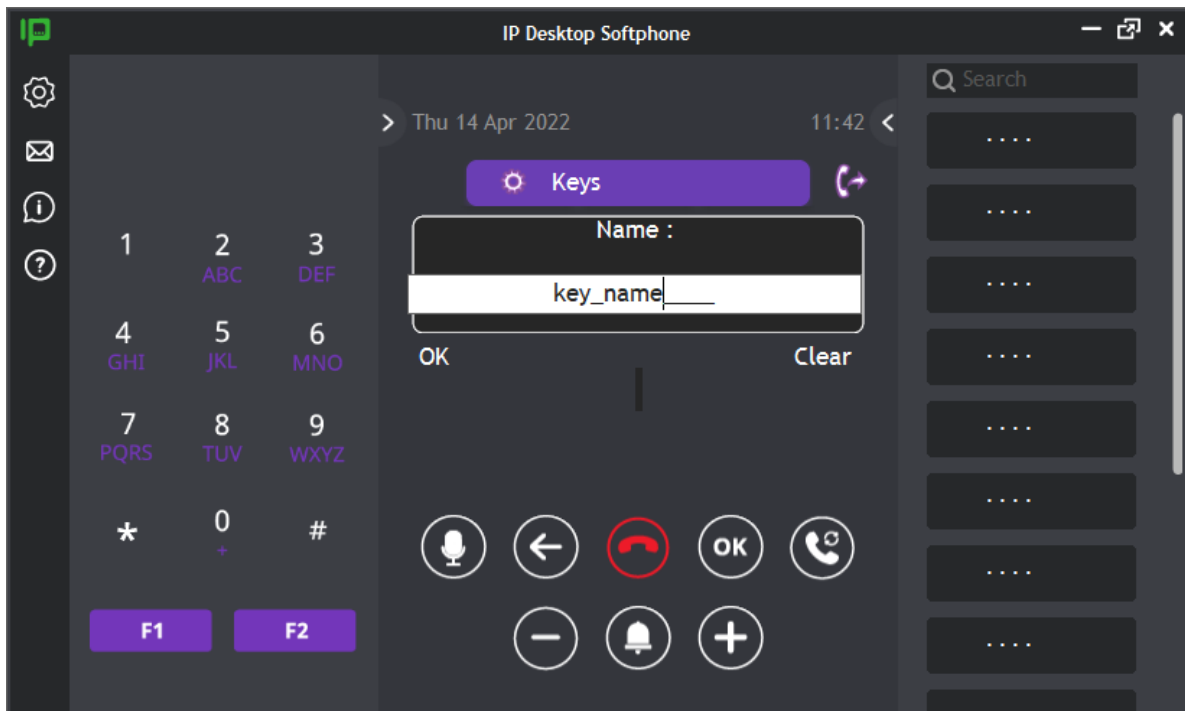 IP Desktop Softphone
Search
Thu 14 Apr 2022 11:42
Keys
Name :
key_name____
OK Clear
1 2 3
ABC DEF
4 5 6
GHI JKL MNO
7 8 9
PQRS TUV WXYZ
* 0 #
+
F1 F2
OK
....
....
....
....
....
....
....
....